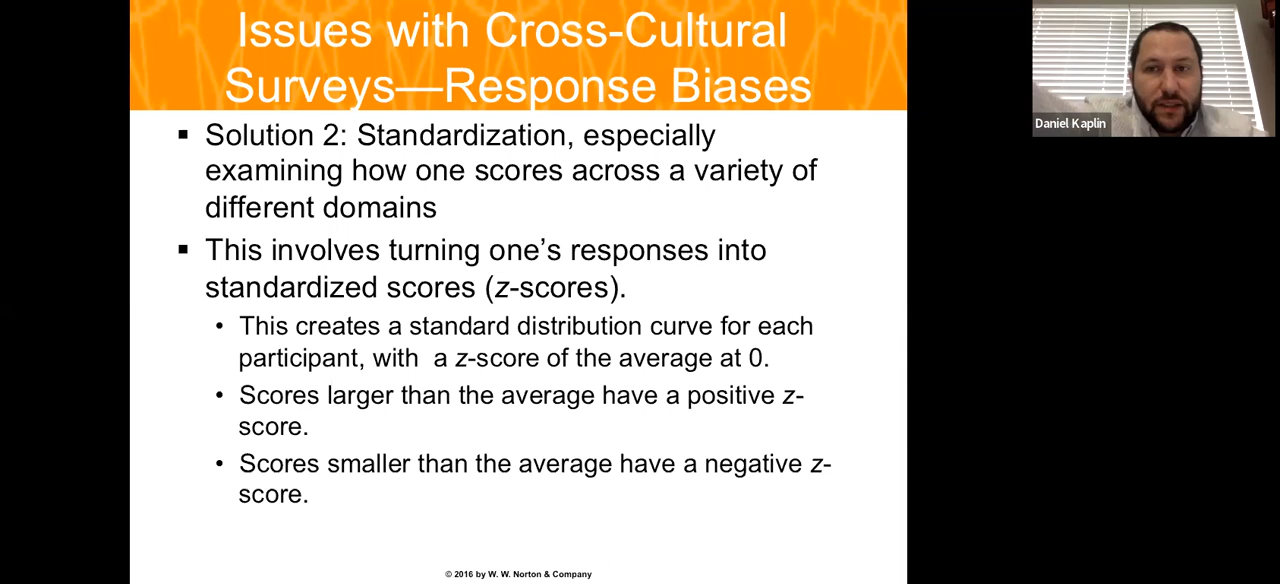 Issues with Cross-Cultural
Surveys—Response Biases
▪ Solution 2: Standardization, especially
examining how one scores across a variety of
different domains
▪ This involves turning one’s responses into
standardized scores (z-scores).
• This creates a standard distribution curve for each
participant, with  a z-score of the average at 0.
• Scores larger than the average have a positive z-
score.
• Scores smaller than the average have a negative z-
score.
© 2016 by W. W. Norton & Company
Daniel Kaplin